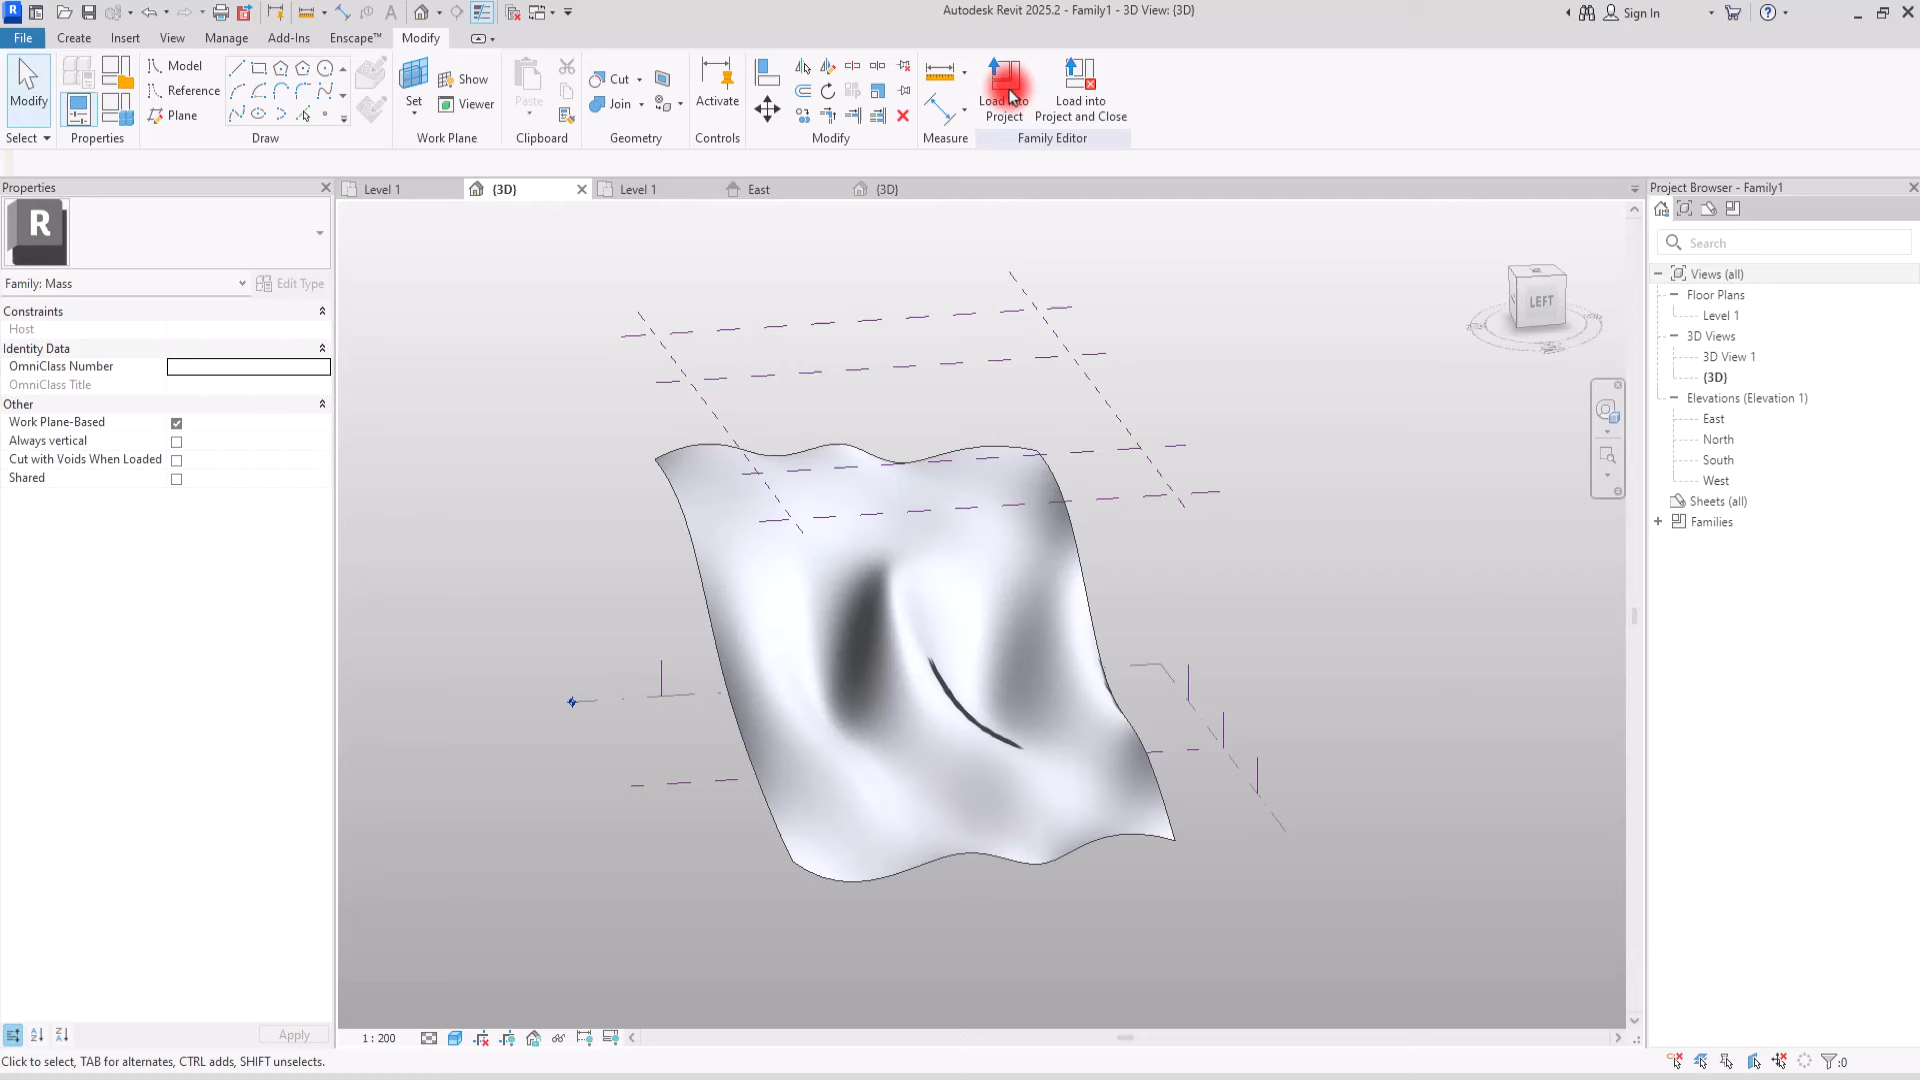 Autodesk Revit 2025.2 - Family1 - 3D View: {3D}
Sign In
File Create Insert View Manage Add-Ins Enscape™ Modify
Modify
Select
Properties
Model
Reference
Plane
Draw
Set
Show
Viewer
Work Plane
Paste
Clipboard
Cut
Join
Geometry
Activate
Controls
Modify
Measure
Load into
Project
Load into
Project and Close
Family Editor
Properties
R
Family: Mass
Edit Type
Constraints
Host
Identity Data
OmniClass Number
OmniClass Title
Other
Work Plane-Based
Always vertical
Cut with Voids When Loaded
Shared
Apply
Level 1
{3D}
Level 1
East
{3D}
LEFT
Project Browser - Family1
Search
Views (all)
Floor Plans
Level 1
3D Views
3D View 1
{3D}
Elevations (Elevation 1)
East
North
South
West
Sheets (all)
Families
1 : 200
Click to select, TAB for alternates, CTRL adds, SHIFT unselects.
:0